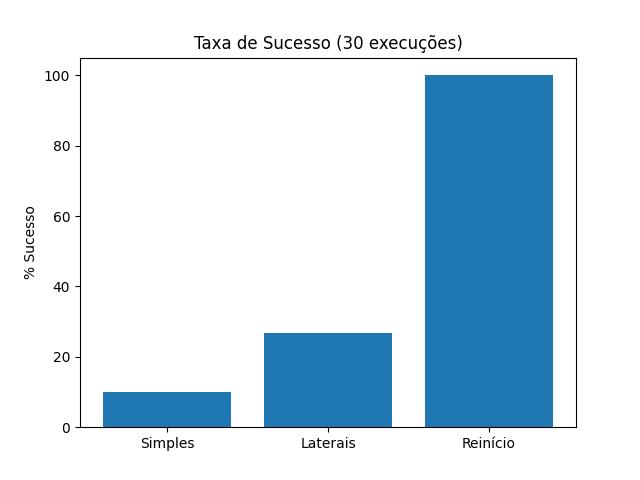 Taxa de Sucesso (30 execuções)
% Sucesso
100
80
60
40
20
0
Simples
Laterais
Reinício